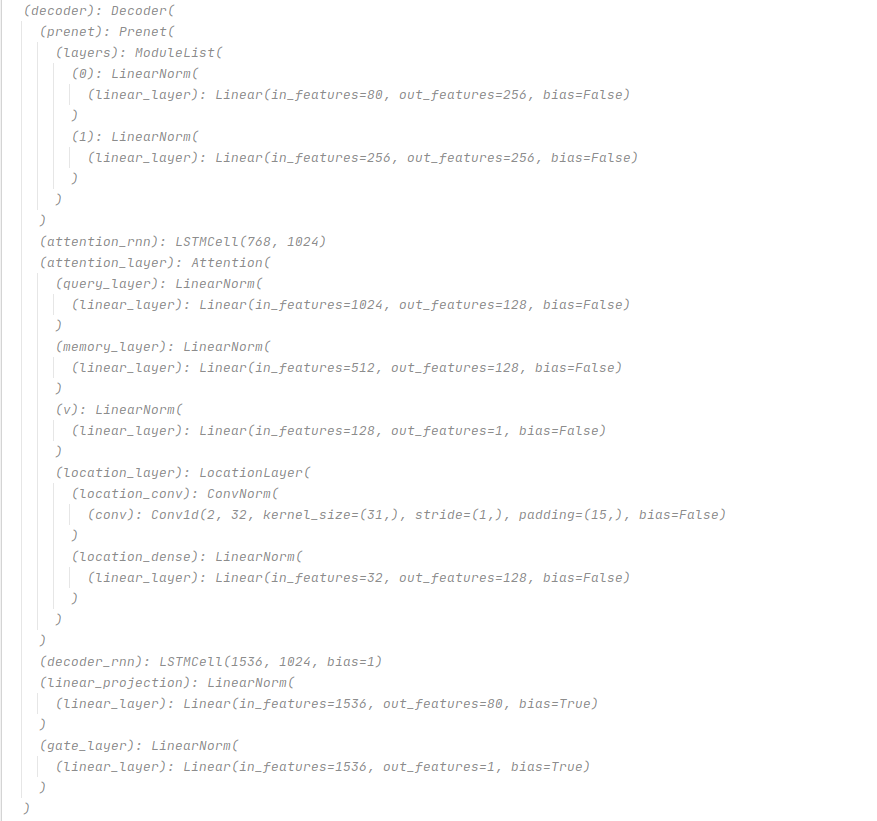 (decoder): Decoder(
(prenet): Prenet(
(layers): ModuleList(
(0): LinearNorm(
(linear_layer): Linear(in_features=80, out_features=256, bias=False)
)
(1): LinearNorm(
(linear_layer): Linear(in_features=256, out_features=256, bias=False)
)
)
)
(attention_rnn): LSTMCell(768, 1024)
(attention_layer): Attention(
(query_layer): LinearNorm(
(linear_layer): Linear(in_features=1024, out_features=128, bias=False)
)
(memory_layer): LinearNorm(
(linear_layer): Linear(in_features=512, out_features=128, bias=False)
)
(v): LinearNorm(
(linear_layer): Linear(in_features=128, out_features=1, bias=False)
)
(location_layer): LocationLayer(
(location_conv): ConvNorm(
(conv): Conv1d(2, 32, kernel_size=(31,), stride=(1,), padding=(15,), bias=False)
)
(location_dense): LinearNorm(
(linear_layer): Linear(in_features=32, out_features=128, bias=False)
)
)
)
(decoder_rnn): LSTMCell(1536, 1024, bias=1)
(linear_projection): LinearNorm(
(linear_layer): Linear(in_features=1536, out_features=80, bias=True)
)
(gate_layer): LinearNorm(
(linear_layer): Linear(in_features=1536, out_features=1, bias=True)
)
)